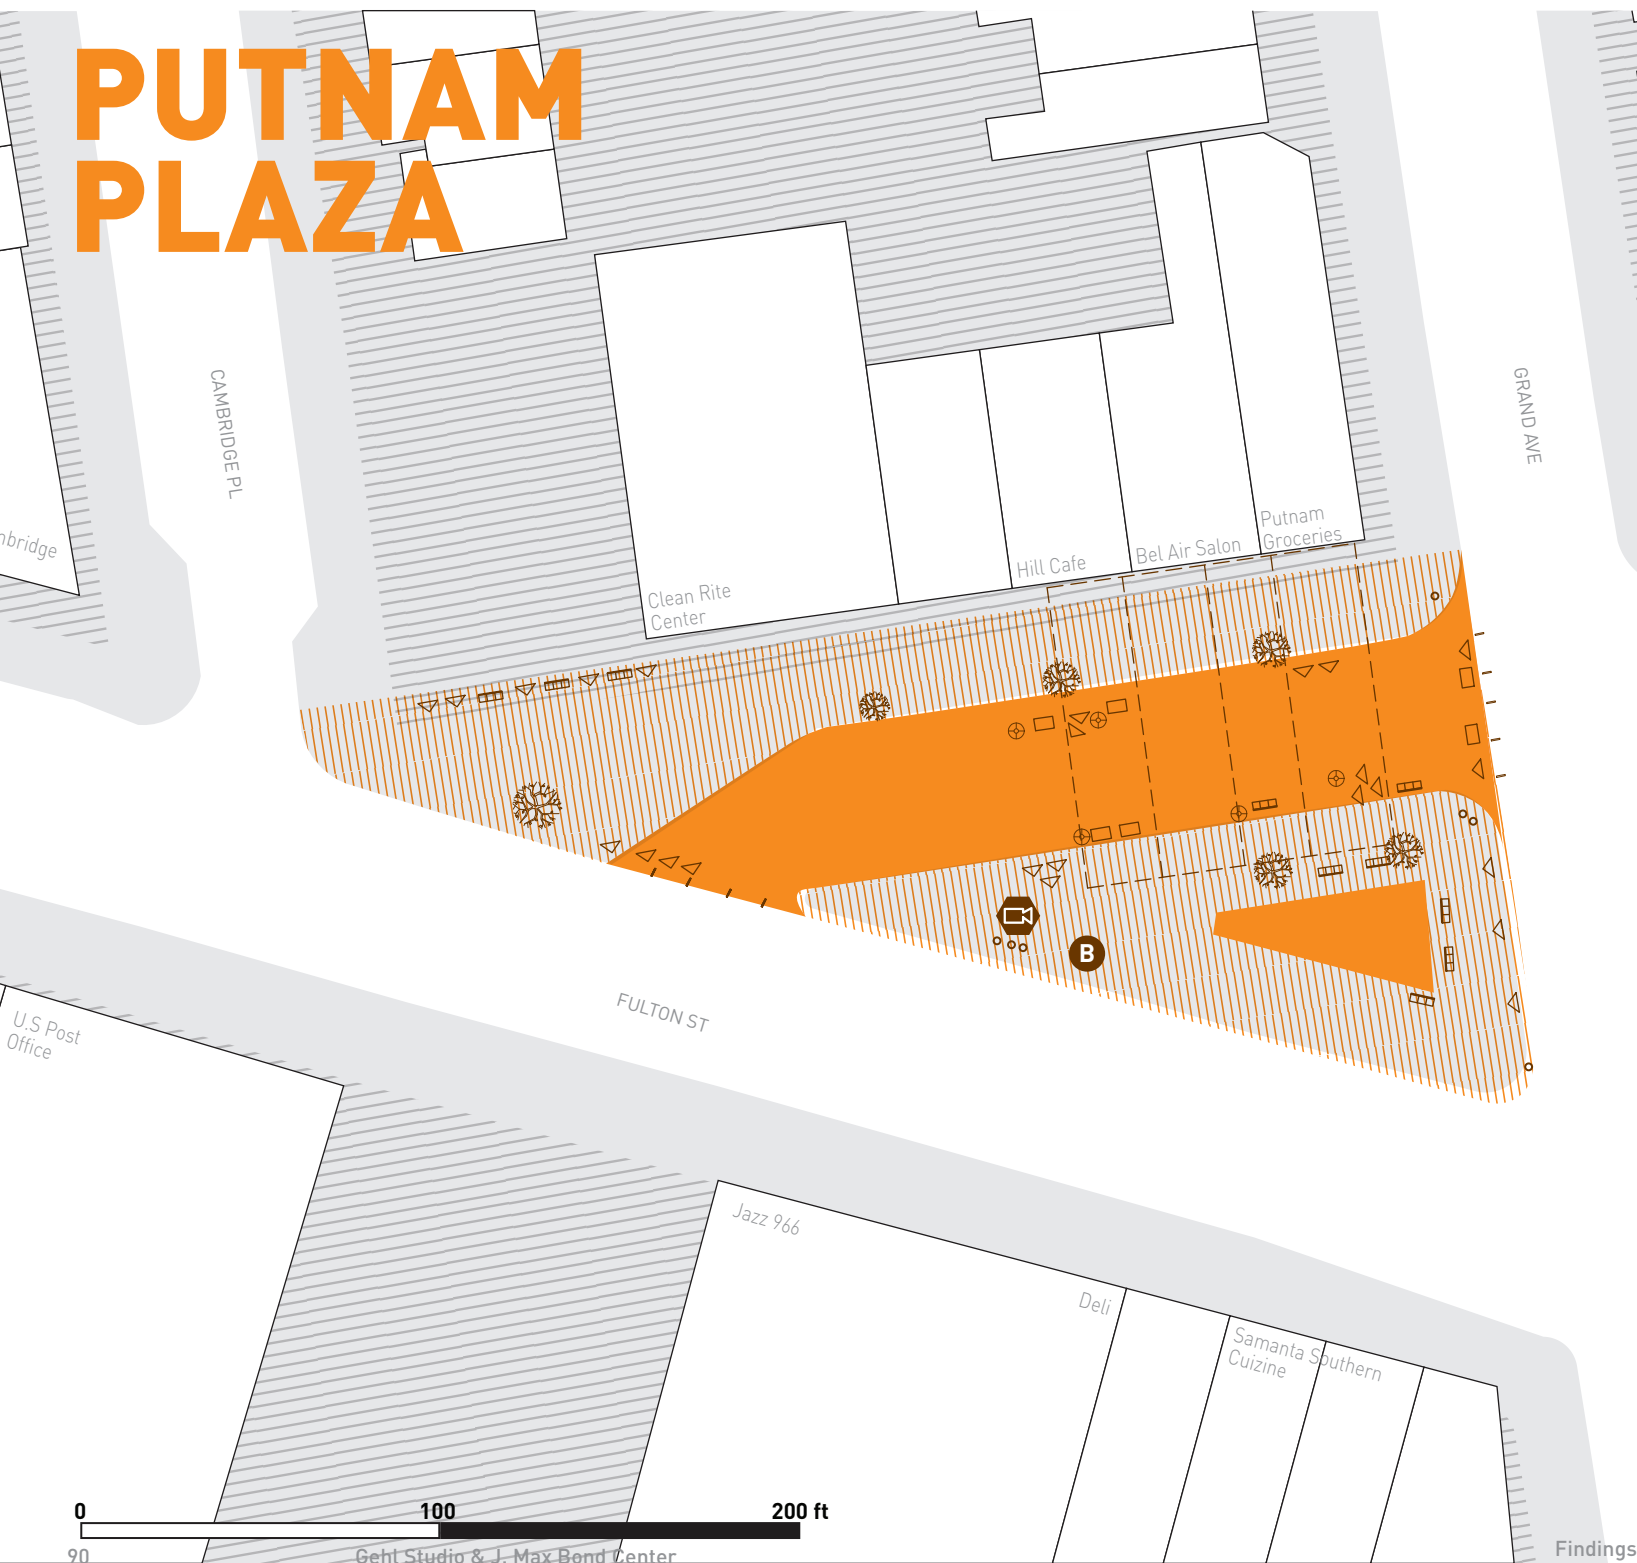 PUTNAM
PLAZA
CAMBRIDGE PL
GRAND AVE
Putnam
Groceries
Bel Air Salon
Hill Cafe
Clean Rite
Center
B
FULTON ST
U.S Post
Office
Jazz 966
Deli
Samanta Southern
Cuizine
0 100 200 ft
90 Gehl Studio & J. Max Bond Center Findings